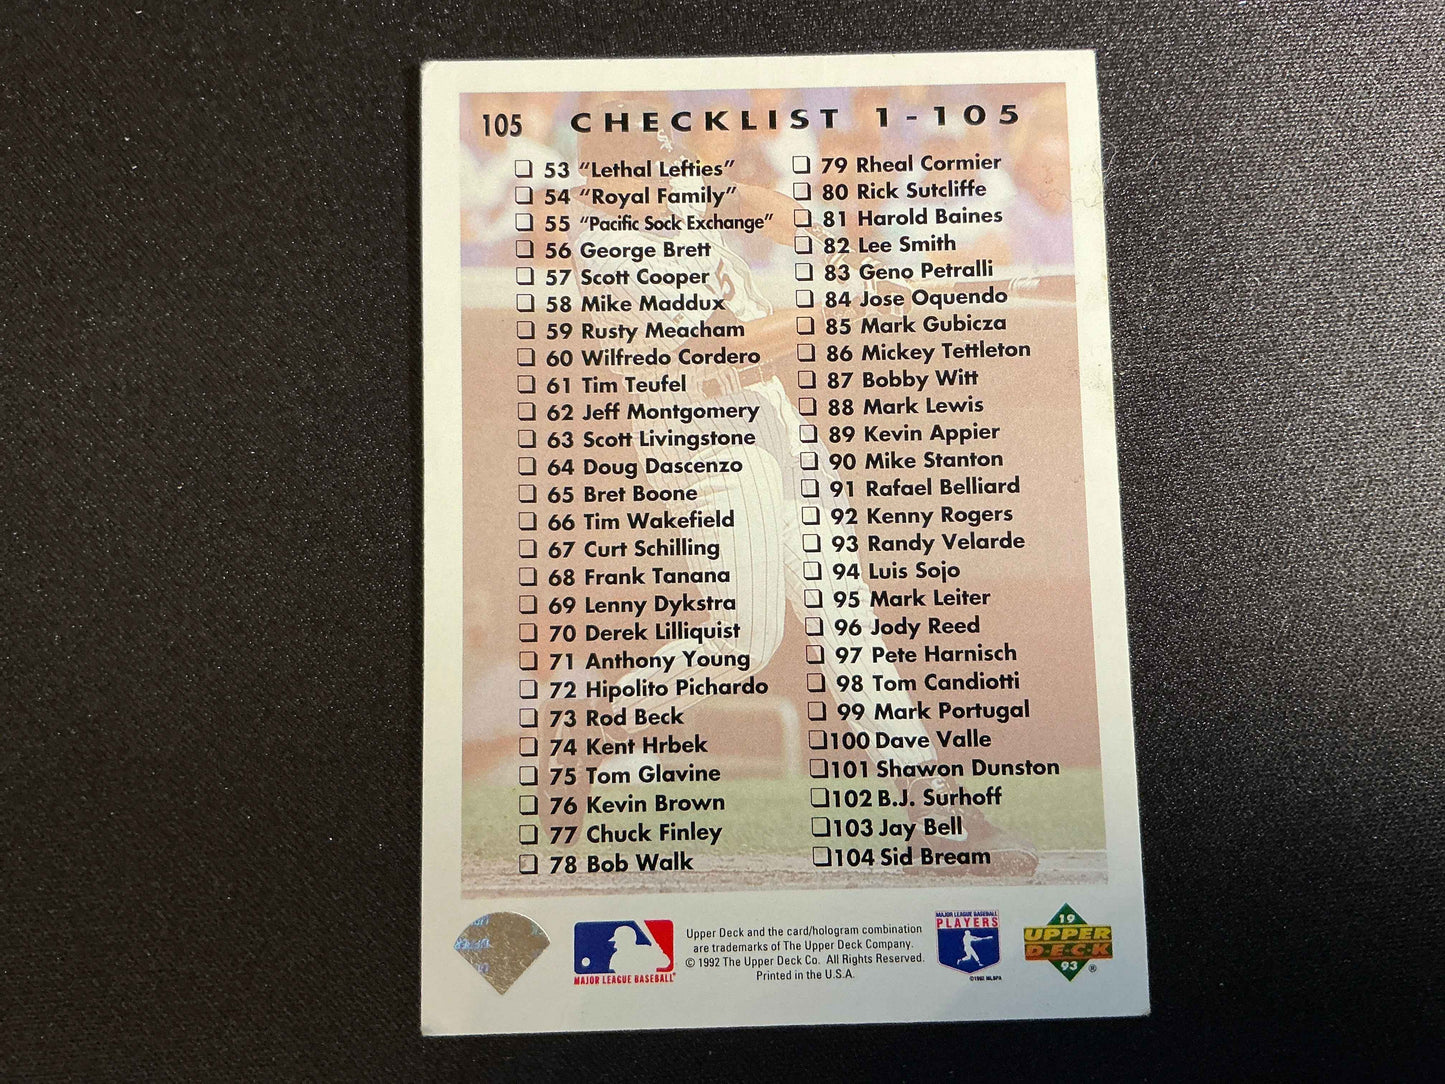 105 CHECKLIST 1-105
53 "Lethal Lefties"
54 "Royal Family"
55 "Pacific Sock Exchange"
56 George Brett
57 Scott Cooper
58 Mike Maddux
59 Rusty Meacham
60 Wilfredo Cordero
61 Tim Teufel
62 Jeff Montgomery
63 Scott Livingstone
64 Doug Dascenzo
65 Bret Boone
66 Tim Wakefield
67 Curt Schilling
68 Frank Tanana
69 Lenny Dykstra
70 Derek Lilliquist
71 Anthony Young
72 Hipolito Pichardo
73 Rod Beck
74 Kent Hrbek
75 Tom Glavine
76 Kevin Brown
77 Chuck Finley
78 Bob Walk
79 Rheal Cormier
80 Rick Sutcliffe
81 Harold Baines
82 Lee Smith
83 Geno Petralli
84 Jose Oquendo
85 Mark Gubicza
86 Mickey Tettleton
87 Bobby Witt
88 Mark Lewis
89 Kevin Appier
90 Mike Stanton
91 Rafael Belliard
92 Kenny Rogers
93 Randy Velarde
94 Luis Sojo
95 Mark Leiter
96 Jody Reed
97 Pete Harnisch
98 Tom Candiotti
99 Mark Portugal
100 Dave Valle
101 Shawon Dunston
102 B.J. Surhoff
103 Jay Bell
104 Sid Bream
MAJOR LEAGUE BASEBALL
Upper Deck and the card/hologram combination
are trademarks of The Upper Deck Company.
© 1992 The Upper Deck Co. All Rights Reserved.
Printed in the U.S.A.
MAJOR LEAGUE BASEBALL
PLAYERS
©1992 MLBPA
19
UPPER
DECK
93 ®